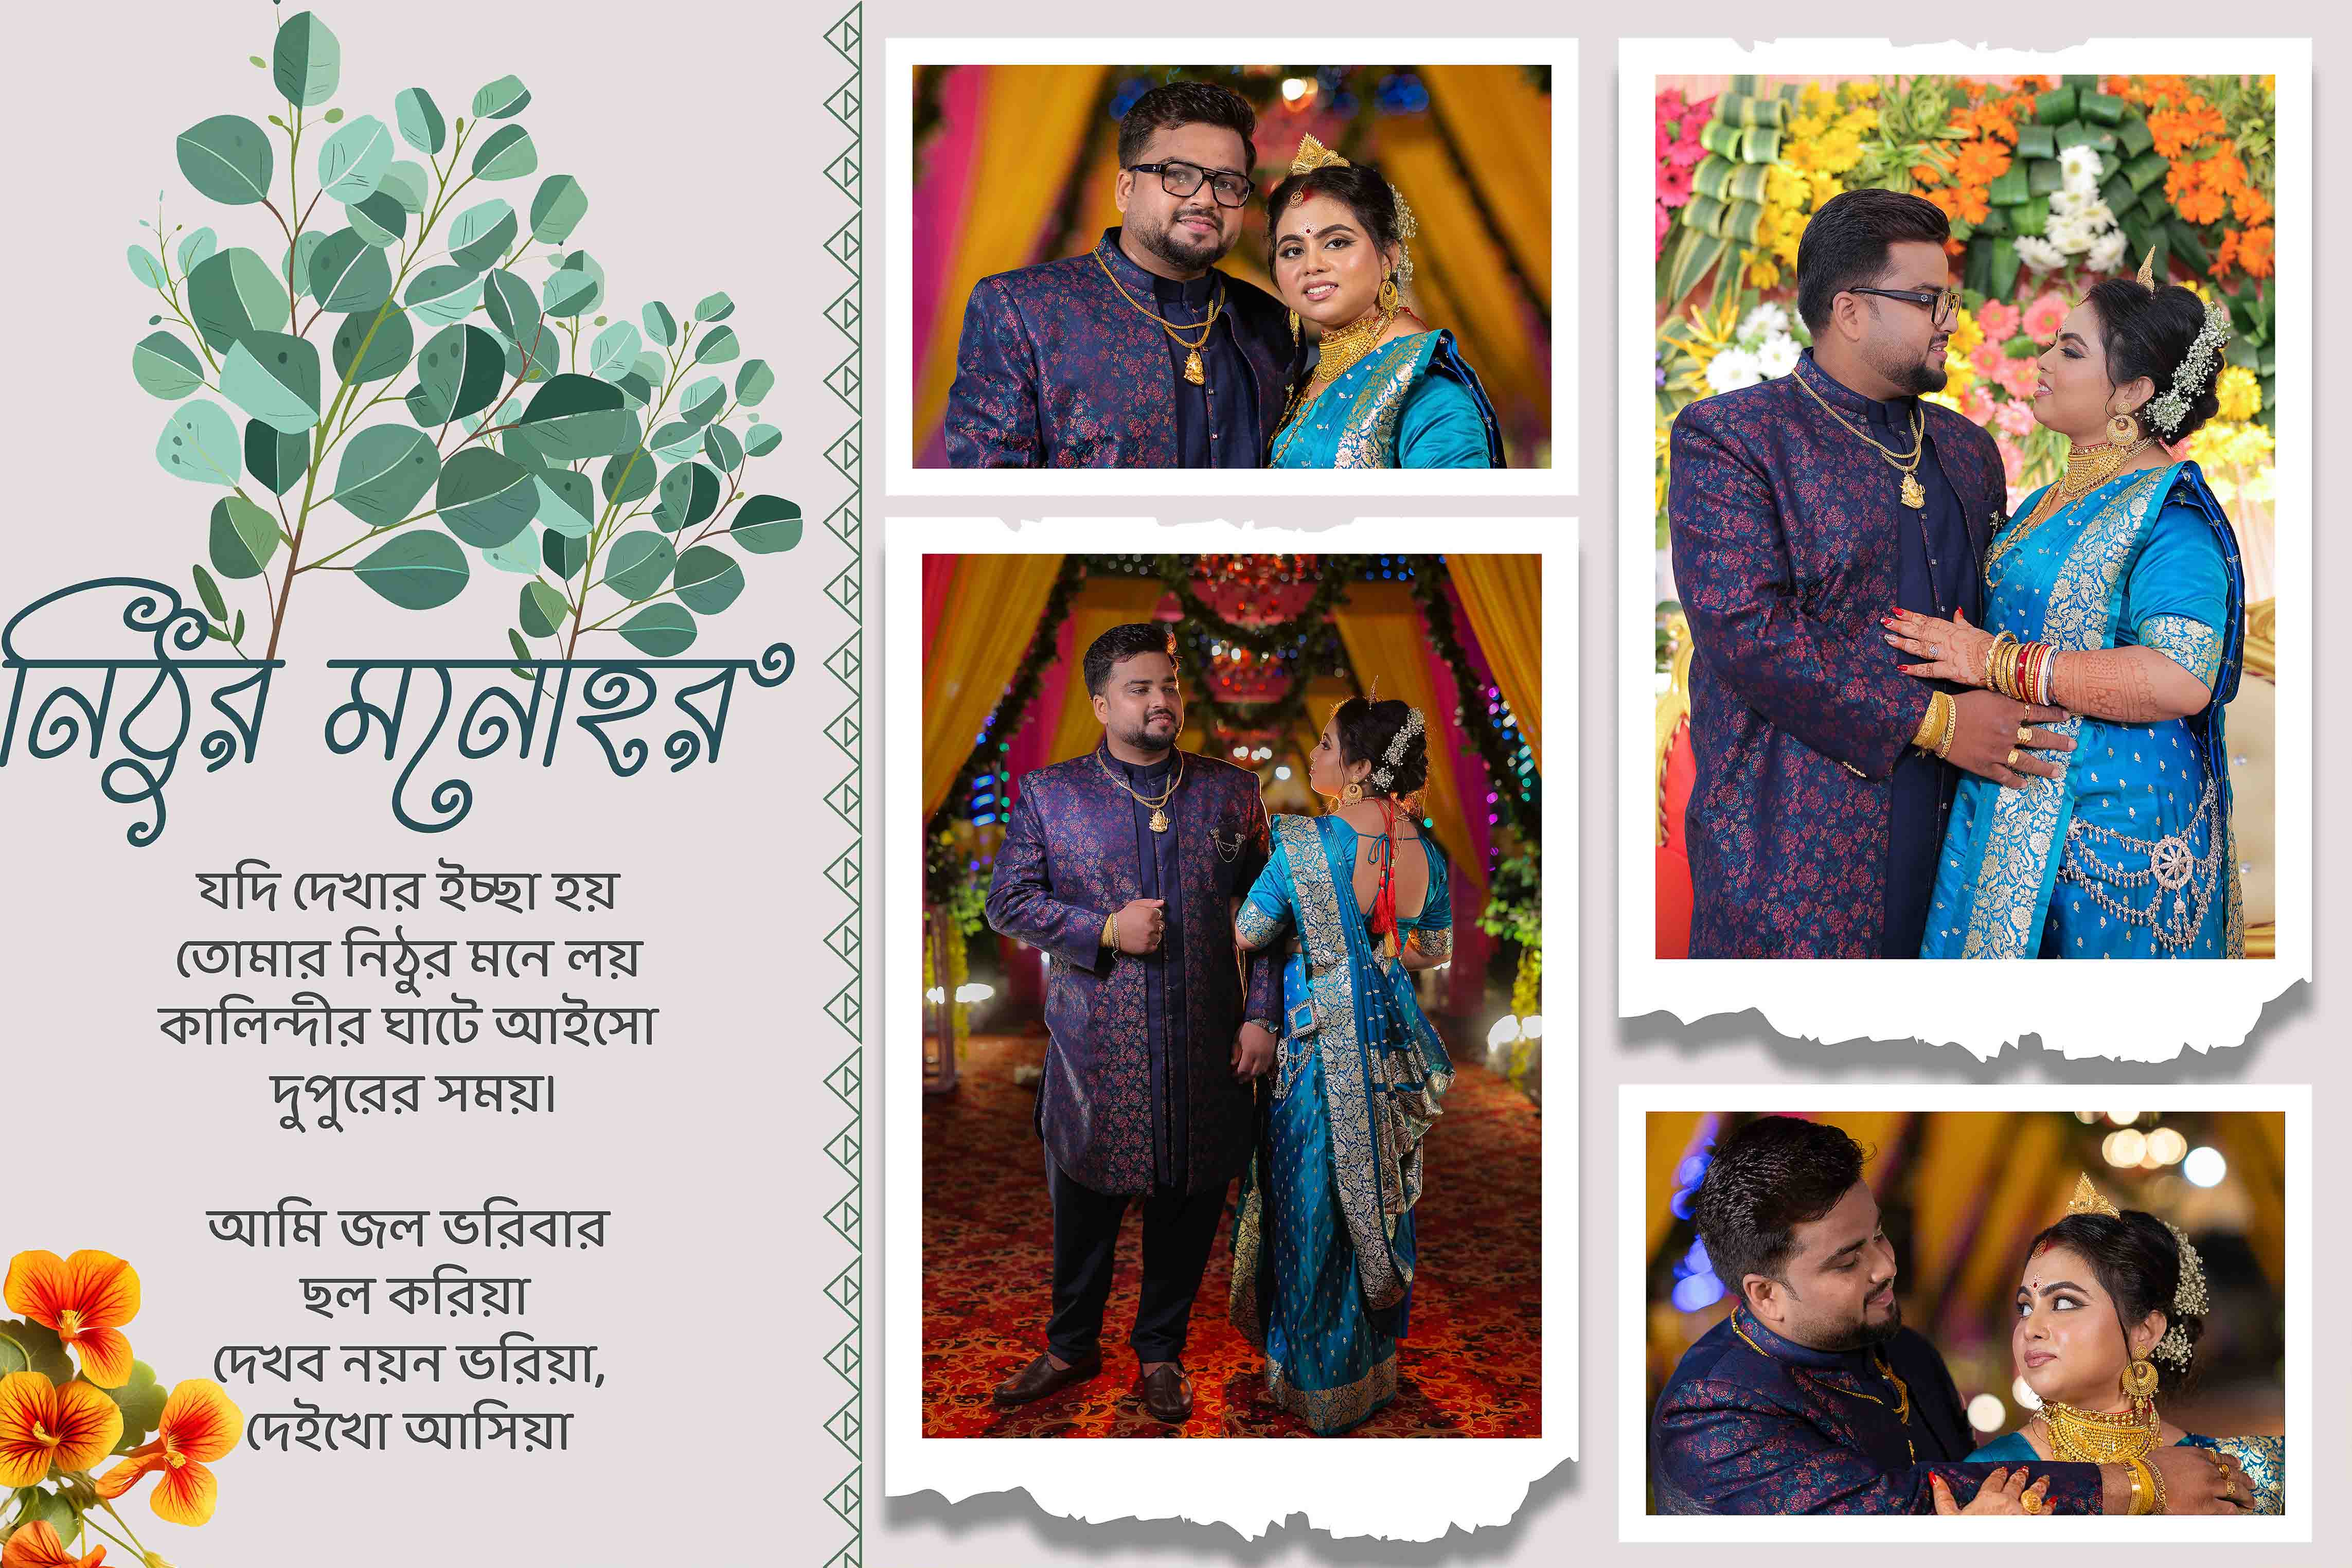 নিঠুর মনোহর
যদি দেখার ইচ্ছা হয়
তোমার নিঠুর মনে লয়
কালিন্দীর ঘাটে আইসো
দুপুরের সময়।
আমি জল ভরিবার
ছল করিয়া
দেখব নয়ন ভরিয়া,
দেইখো আসিয়া